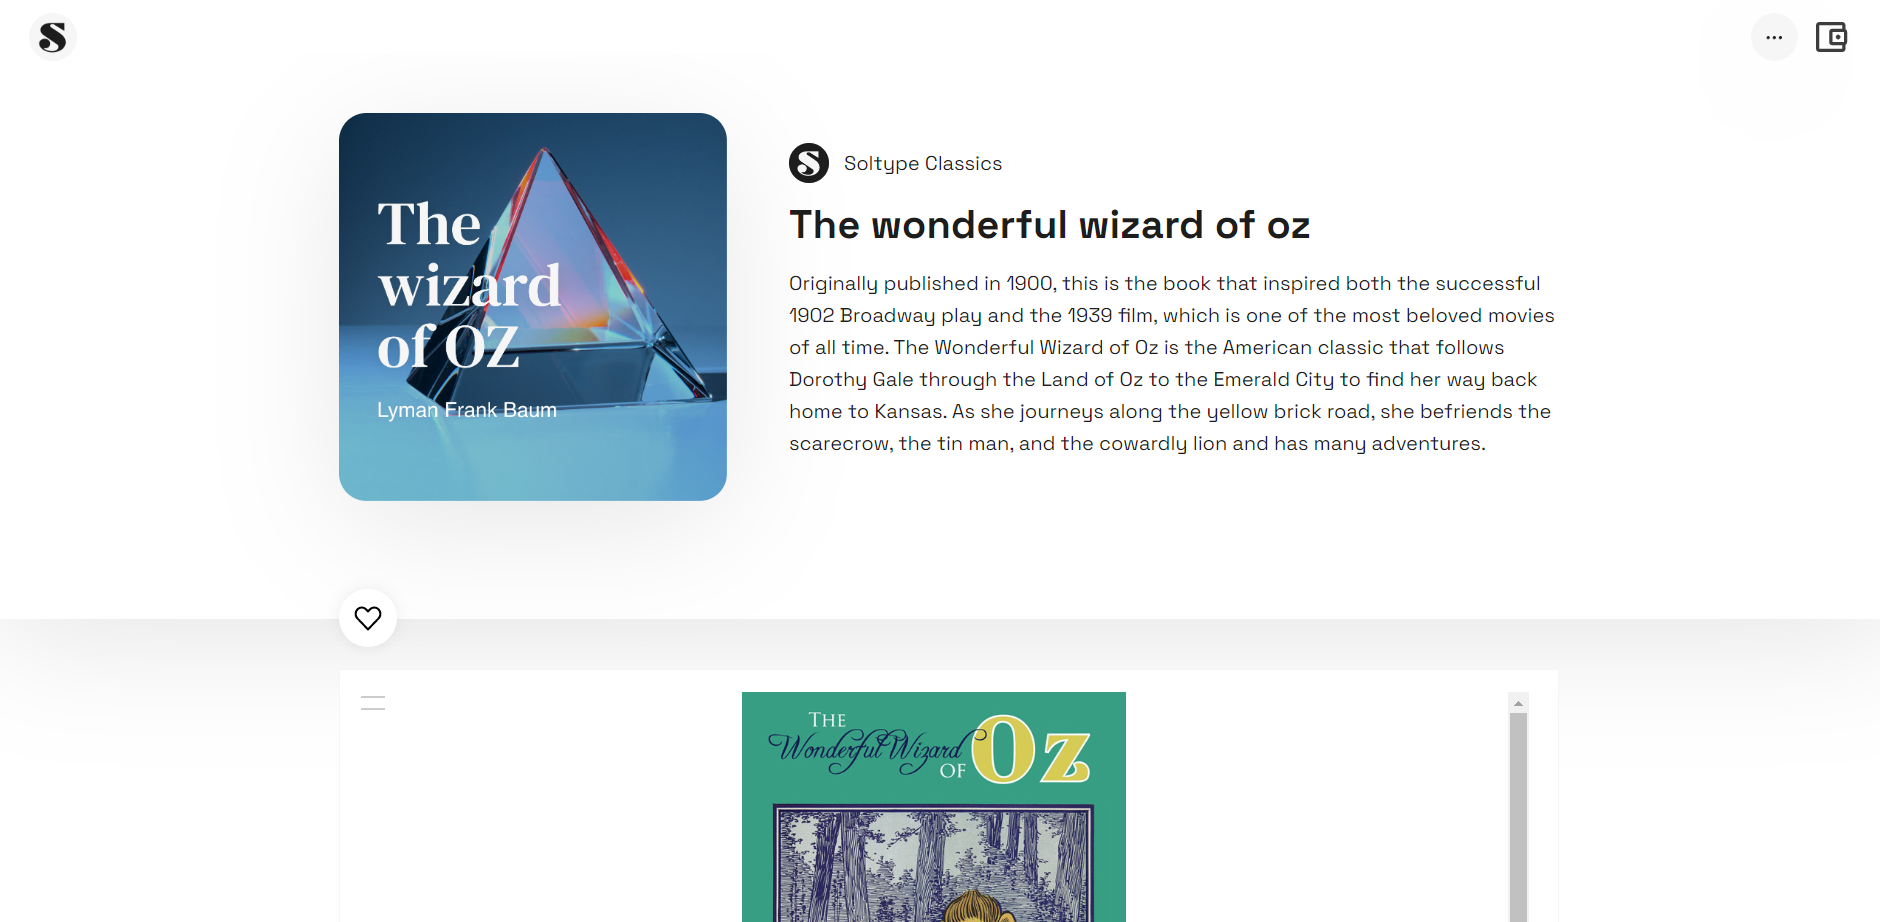 S
The
wizard
of OZ
Lyman Frank Baum
S
Soltype Classics
The wonderful wizard of oz
Originally published in 1900, this is the book that inspired both the successful
1902 Broadway play and the 1939 film, which is one of the most beloved movies
of all time. The Wonderful Wizard of Oz is the American classic that follows
Dorothy Gale through the Land of Oz to the Emerald City to find her way back
home to Kansas. As she journeys along the yellow brick road, she befriends the
scarecrow, the tin man, and the cowardly lion and has many adventures.
THE
Wonderful Wizard
OF Oz